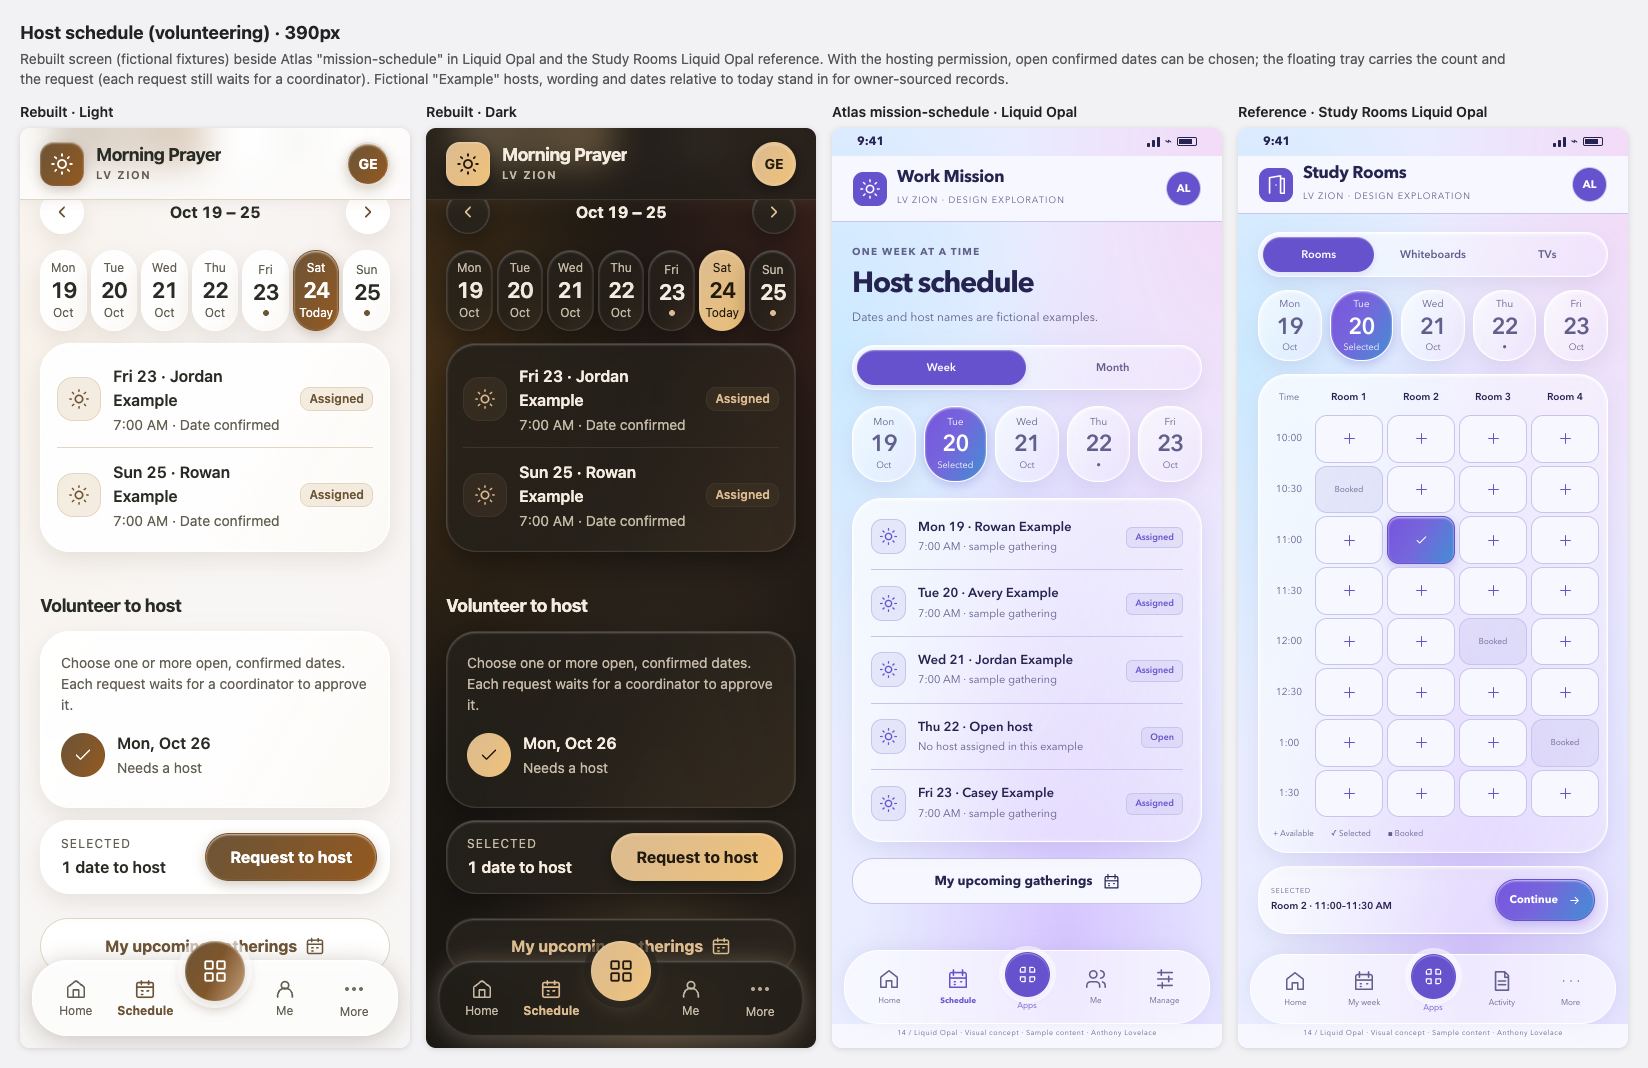 Host schedule (volunteering) · 390px
Rebuilt screen (fictional fixtures) beside Atlas "mission-schedule" in Liquid Opal and the Study Rooms Liquid Opal reference. With the hosting permission, open confirmed dates can be chosen; the floating tray carries the count and
the request (each request still waits for a coordinator). Fictional "Example" hosts, wording and dates relative to today stand in for owner-sourced records.
Rebuilt · Light
Morning Prayer
LV ZION
GE
Oct 19 – 25
Mon Tue Wed Thu Fri Sat Sun
19 20 21 22 23 24 25
Oct Oct Oct Oct • Today •
Fri 23 · Jordan
Example
7:00 AM · Date confirmed
Assigned
Sun 25 · Rowan
Example
7:00 AM · Date confirmed
Assigned
Volunteer to host
Choose one or more open, confirmed dates.
Each request waits for a coordinator to approve
it.
Mon, Oct 26
Needs a host
SELECTED
1 date to host
Request to host
My upcomin therings
Home Schedule Me More
Rebuilt · Dark
Morning Prayer
LV ZION
GE
Oct 19 – 25
Mon Tue Wed Thu Fri Sat Sun
19 20 21 22 23 24 25
Oct Oct Oct Oct • Today •
Fri 23 · Jordan
Example
7:00 AM · Date confirmed
Assigned
Sun 25 · Rowan
Example
7:00 AM · Date confirmed
Assigned
Volunteer to host
Choose one or more open, confirmed dates.
Each request waits for a coordinator to approve
it.
Mon, Oct 26
Needs a host
SELECTED
1 date to host
Request to host
My upcomin therings
Home Schedule Me More
Atlas mission-schedule · Liquid Opal
9:41
Work Mission
LV ZION · DESIGN EXPLORATION
AL
ONE WEEK AT A TIME
Host schedule
Dates and host names are fictional examples.
Week Month
Mon Tue Wed Thu Fri
19 20 21 22 23
Oct Selected Oct • Oct
Mon 19 · Rowan Example
7:00 AM · sample gathering
Assigned
Tue 20 · Avery Example
7:00 AM · sample gathering
Assigned
Wed 21 · Jordan Example
7:00 AM · sample gathering
Assigned
Thu 22 · Open host
No host assigned in this example
Open
Fri 23 · Casey Example
7:00 AM · sample gathering
Assigned
My upcoming gatherings
Home Schedule Apps Me Manage
14 / Liquid Opal · Visual concept · Sample content · Anthony Lovelace
Reference · Study Rooms Liquid Opal
9:41
Study Rooms
LV ZION · DESIGN EXPLORATION
AL
Rooms Whiteboards TVs
Mon Tue Wed Thu Fri
19 20 21 22 23
Oct Selected Oct • Oct
Time Room 1 Room 2 Room 3 Room 4
10:00 + + + +
10:30 Booked + + +
11:00 + ✓ + +
11:30 + + + +
12:00 + + Booked +
12:30 + + + +
1:00 + + + Booked
1:30 + + + +
+ Available ✓ Selected ■ Booked
SELECTED
Room 2 · 11:00–11:30 AM
Continue →
Home My week Apps Activity More
14 / Liquid Opal · Visual concept · Sample content · Anthony Lovelace